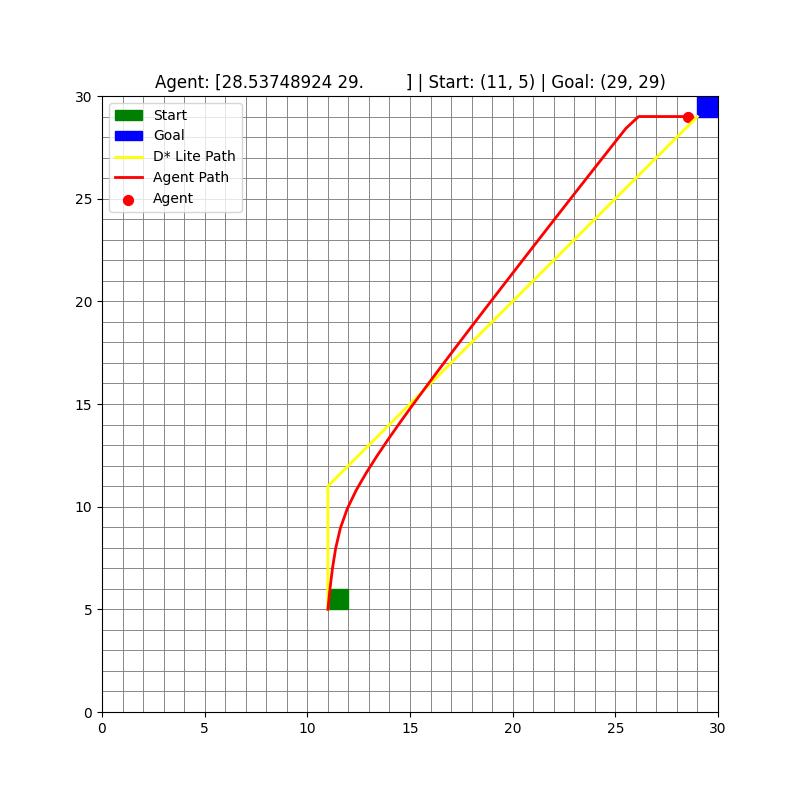 Agent: [28.53748924 29.        ] | Start: (11, 5) | Goal: (29, 29)
30
Start
Goal
D* Lite Path
Agent Path
Agent
25
20
15
10
5
0
0 5 10 15 20 25 30